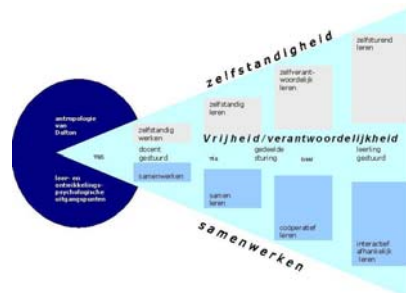 zelfstandigheid
zelfsturend
leren
zelfverant-
woordelijk
leren
zelfstandig
leren
zelfstandig
werken
antropologie
van
Dalton
Vrijheid/verantwoordelijkheid
docent
gestuurd
gedeelde
sturing
leerling
gestuurd
leer- en
ontwikkelings-
psychologische
uitgangspunten
samenwerken
samen
leren
coöperatief
leren
interactief
afhankelijk
leren
samenwerken